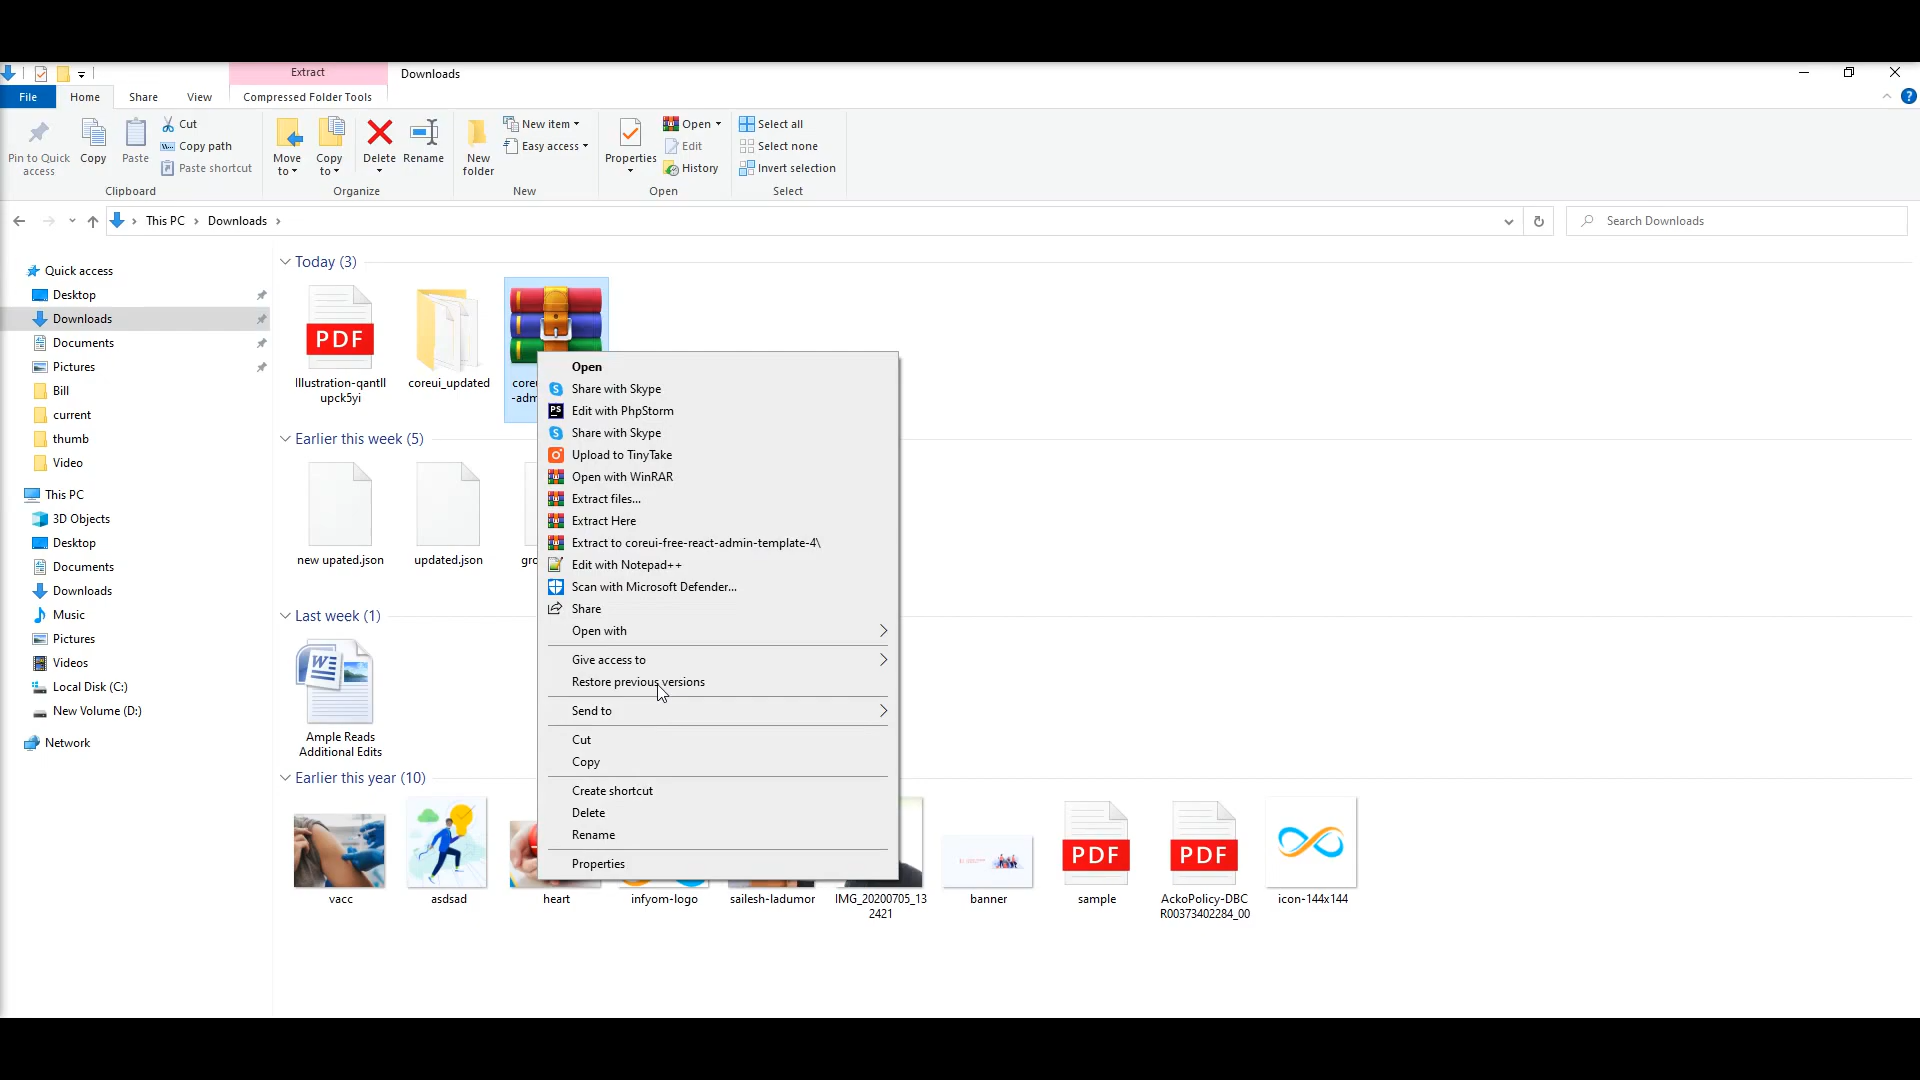 Extract
Downloads
File
Home
Share
View
Compressed Folder Tools
Pin to Quick
access
Copy
Paste
Cut
Copy path
Paste shortcut
Clipboard
Move
to
Copy
to
Delete
Rename
Organize
New
folder
New item
Easy access
New
Properties
Open
Edit
History
Open
Select all
Select none
Invert selection
Select
This PC
Downloads
Search Downloads
Quick access
Desktop
Downloads
Documents
Pictures
Bill
current
thumb
Video
This PC
3D Objects
Desktop
Documents
Downloads
Music
Pictures
Videos
Local Disk (C:)
New Volume (D:)
Network
Today (3)
PDF
Illustration-qantil
upck5yi
coreui_updated
Earlier this week (5)
new upated.json
updated.json
Last week (1)
Ample Reads
Additional Edits
Earlier this year (10)
vacc
asdsad
heart
infyom-logo
sailesh-ladumor
IMG_20200705_13
2421
banner
PDF
sample
PDF
AckoPolicy-DBC
R00373402284_00
icon-144x144
Open
Share with Skype
Edit with PhpStorm
Share with Skype
Upload to TinyTake
Open with WinRAR
Extract files...
Extract Here
Extract to coreui-free-react-admin-template-4\
Edit with Notepad++
Scan with Microsoft Defender...
Share
Open with
Give access to
Restore previous versions
Send to
Cut
Copy
Create shortcut
Delete
Rename
Properties